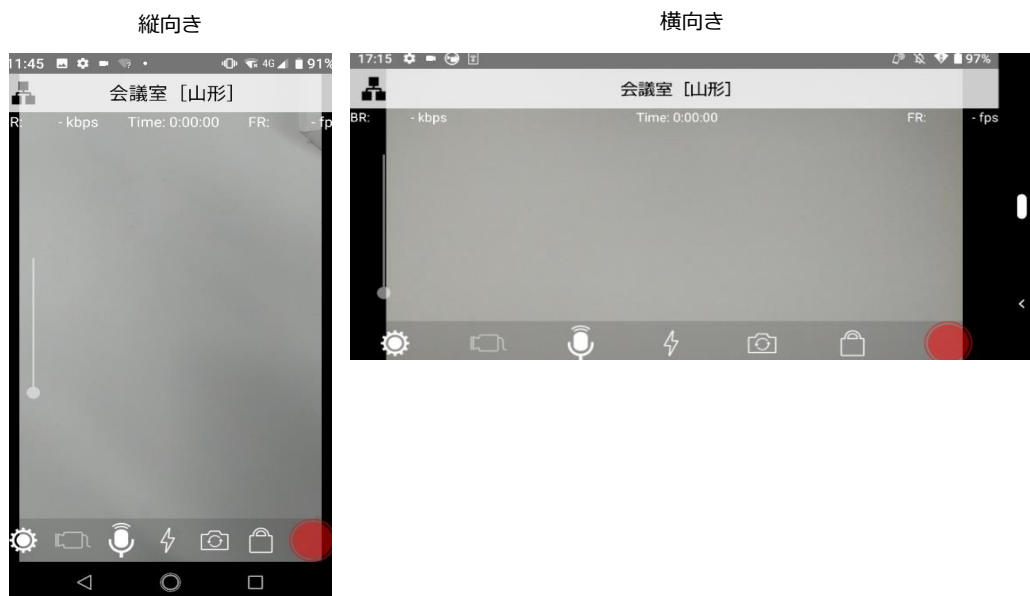 縦向き
横向き
11:45 4G 91%
会議室［山形］
R: - kbps Time: 0:00:00 FR: - fp
17:15 97%
会議室［山形］
BR: - kbps Time: 0:00:00 FR: - fps